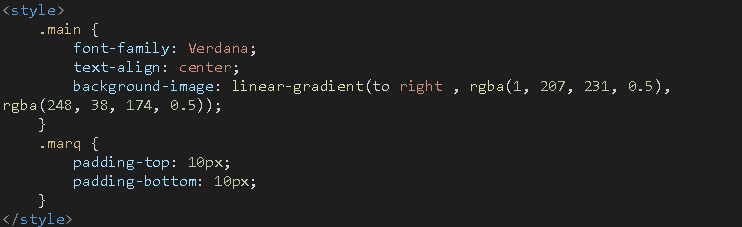 <style>
    .main {
        font-family: Verdana;
        text-align: center;
        background-image: linear-gradient(to right , rgba(1, 207, 231, 0.5),
rgba(248, 38, 174, 0.5));
    }
    .marq {
        padding-top: 10px;
        padding-bottom: 10px;
    }
</style>